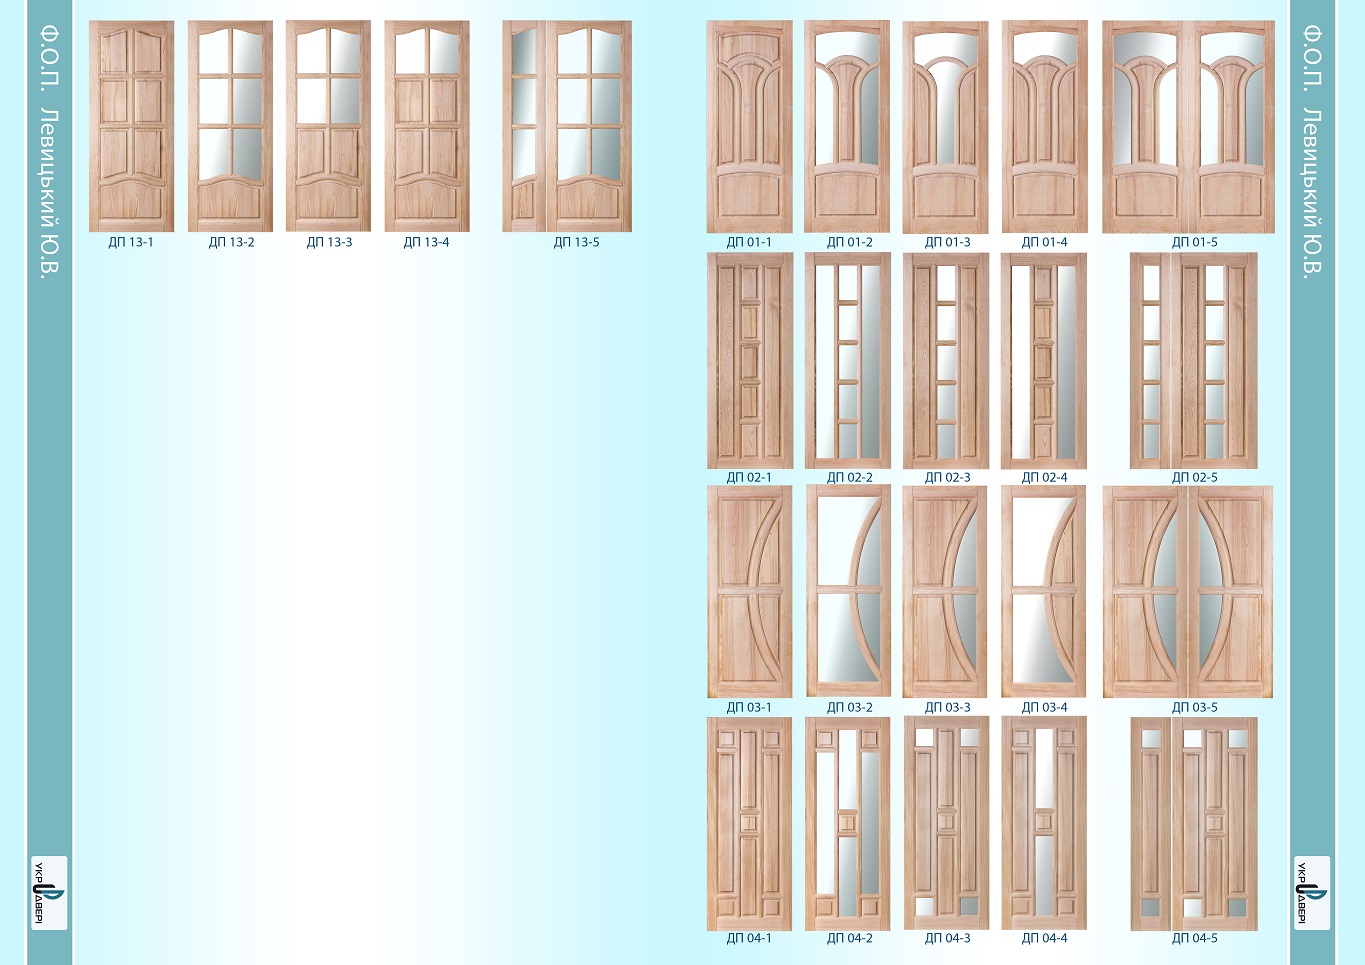 Ф.О.П. Левицький Ю.В.
УКР
ДВЕРІ
ДП 13-1
ДП 13-2
ДП 13-3
ДП 13-4
ДП 13-5
ДП 01-1
ДП 01-2
ДП 01-3
ДП 01-4
ДП 01-5
ДП 02-1
ДП 02-2
ДП 02-3
ДП 02-4
ДП 02-5
ДП 03-1
ДП 03-2
ДП 03-3
ДП 03-4
ДП 03-5
ДП 04-1
ДП 04-2
ДП 04-3
ДП 04-4
ДП 04-5
Ф.О.П. Левицький Ю.В.
УКР
ДВЕРІ